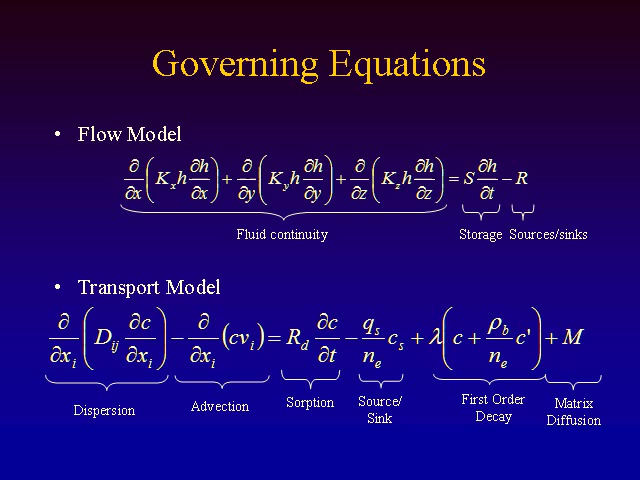 Governing Equations
• Flow Model
∂/∂x (Kₓh ∂h/∂x) + ∂/∂y (K_y h ∂h/∂y) + ∂/∂z (K_z h ∂h/∂z) = S ∂h/∂t − R
Fluid continuity Storage Sources/sinks
• Transport Model
∂/∂x_i (D_ij ∂c/∂x_i) − ∂/∂x_i (cv_i) = R_d ∂c/∂t − q_s/n_e c_s + λ(c + ρ_b/n_e c') + M
Dispersion Advection Sorption Source/ First Order Matrix
Sink Decay Diffusion